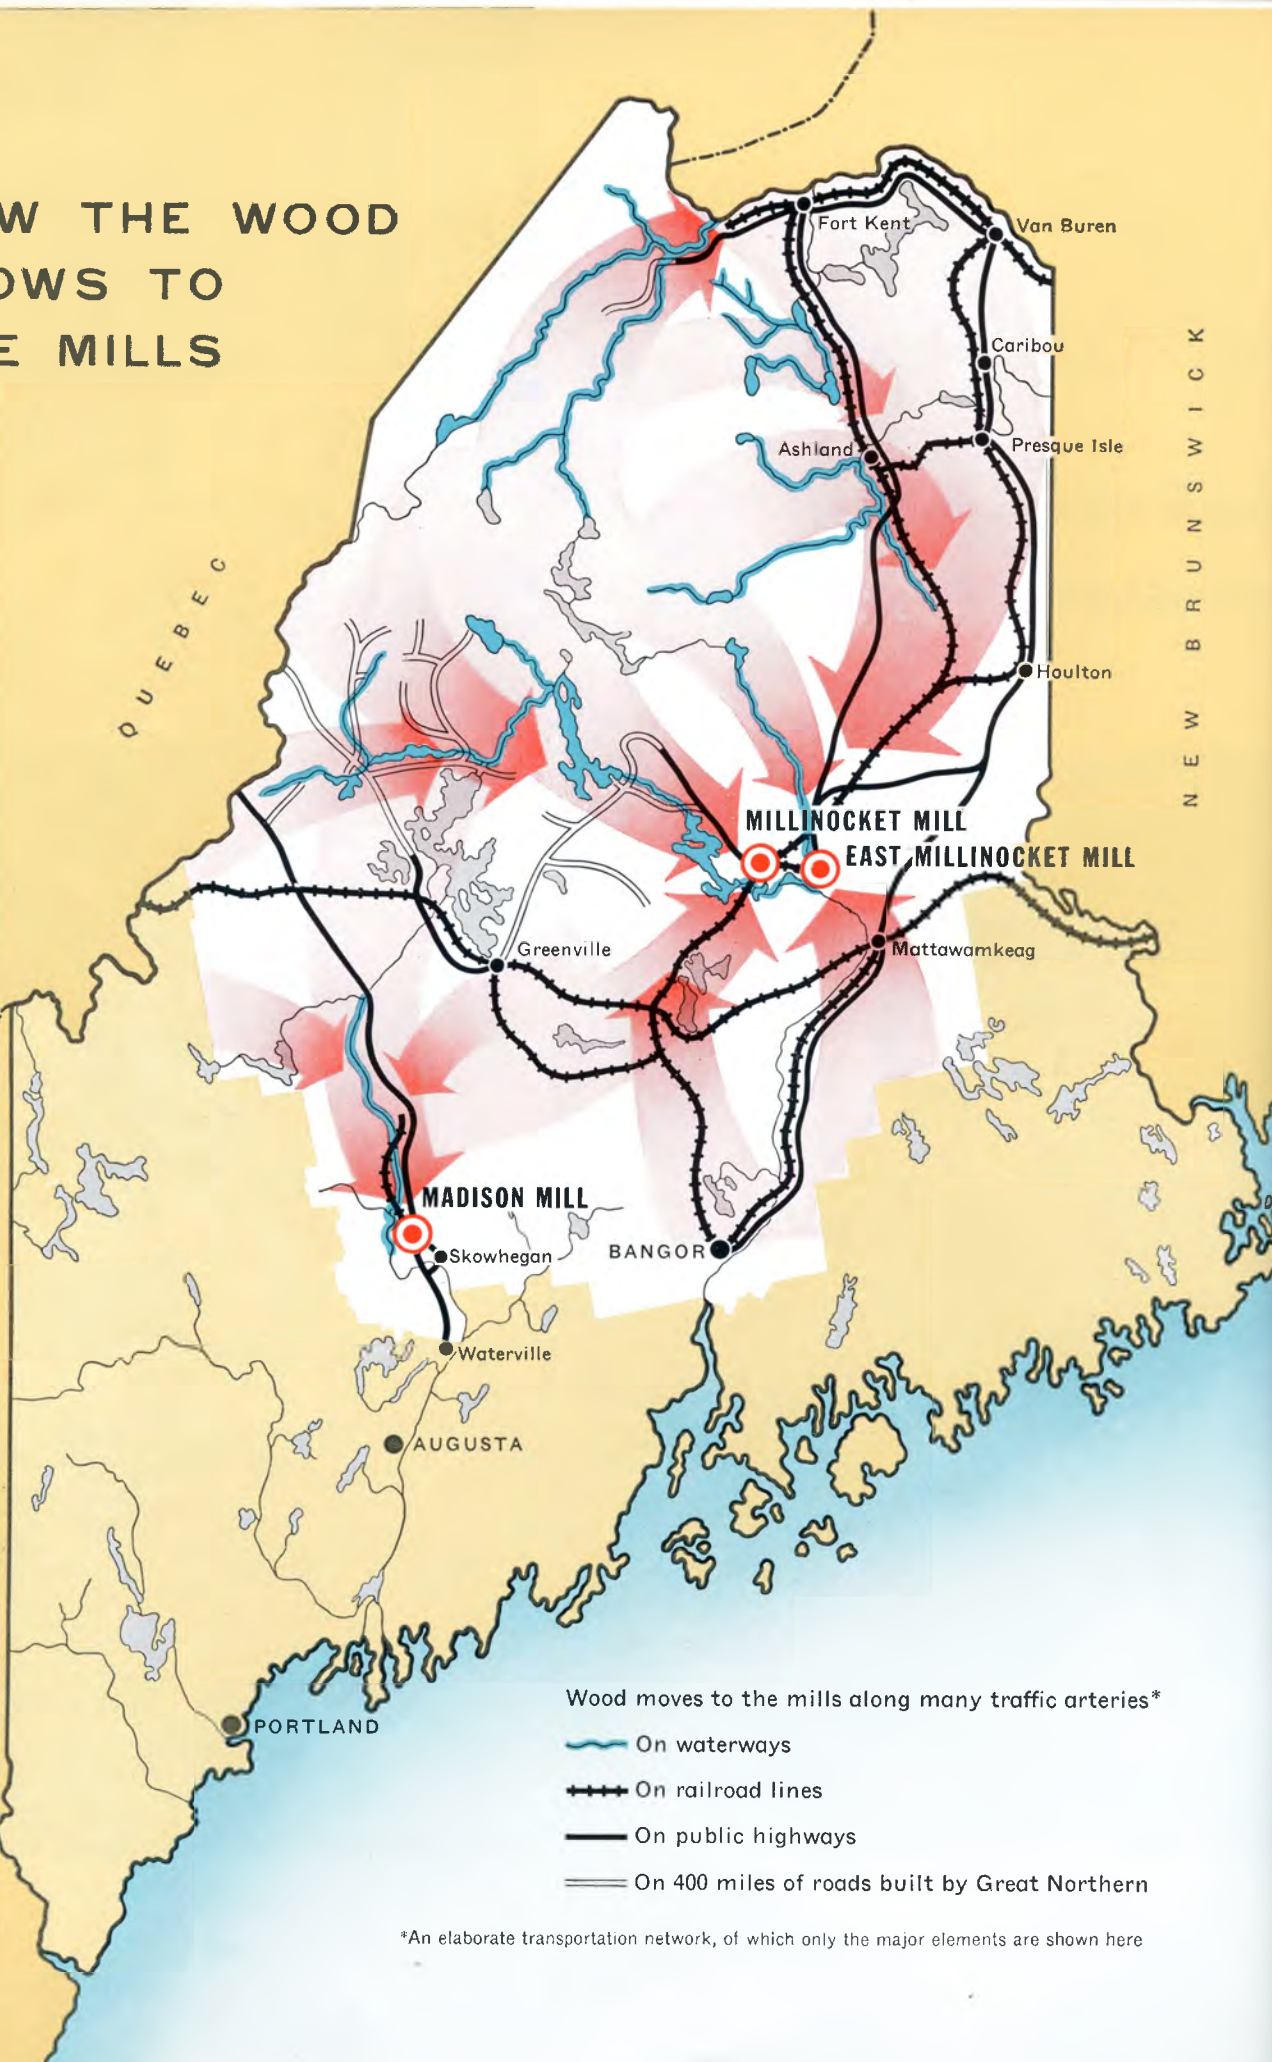 W THE WOOD
OWS TO
E MILLS
Fort Kent
Van Buren
Caribou
Ashland
Presque Isle
QUEBEC
NEW BRUNSWICK
Houlton
MILLINOCKET MILL
EAST MILLINOCKET MILL
Greenville
Mattawamkeag
MADISON MILL
BANGOR
Skowhegan
Waterville
AUGUSTA
PORTLAND
Wood moves to the mills along many traffic arteries*
On waterways
On railroad lines
On public highways
On 400 miles of roads built by Great Northern
*An elaborate transportation network, of which only the major elements are shown here